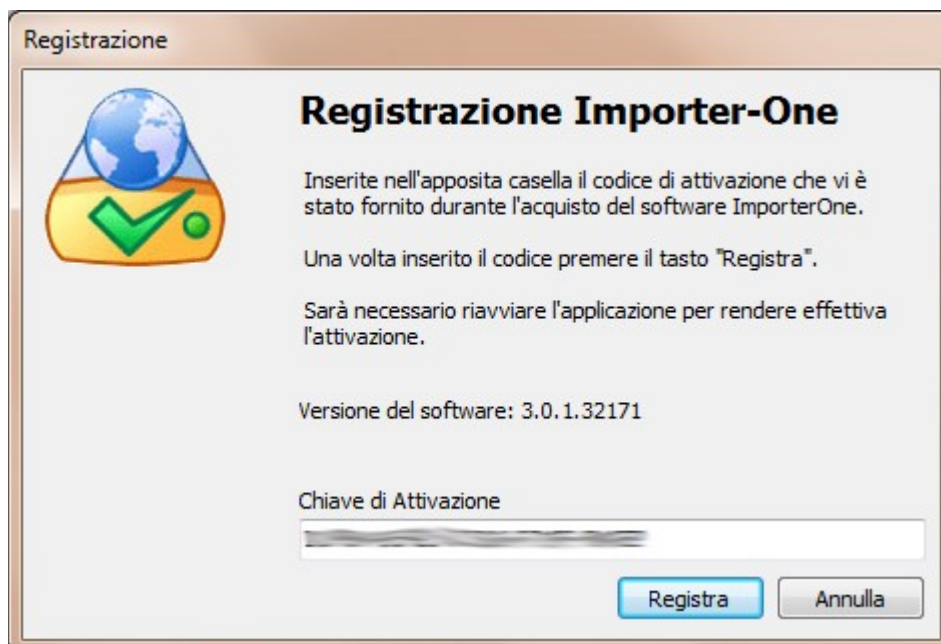 Registrazione
Registrazione Importer-One
Inserite nell'apposita casella il codice di attivazione che vi è
stato fornito durante l'acquisto del software ImporterOne.
Una volta inserito il codice premere il tasto "Registra".
Sarà necessario riavviare l'applicazione per rendere effettiva
l'attivazione.
Versione del software: 3.0.1.32171
Chiave di Attivazione
Registra
Annulla